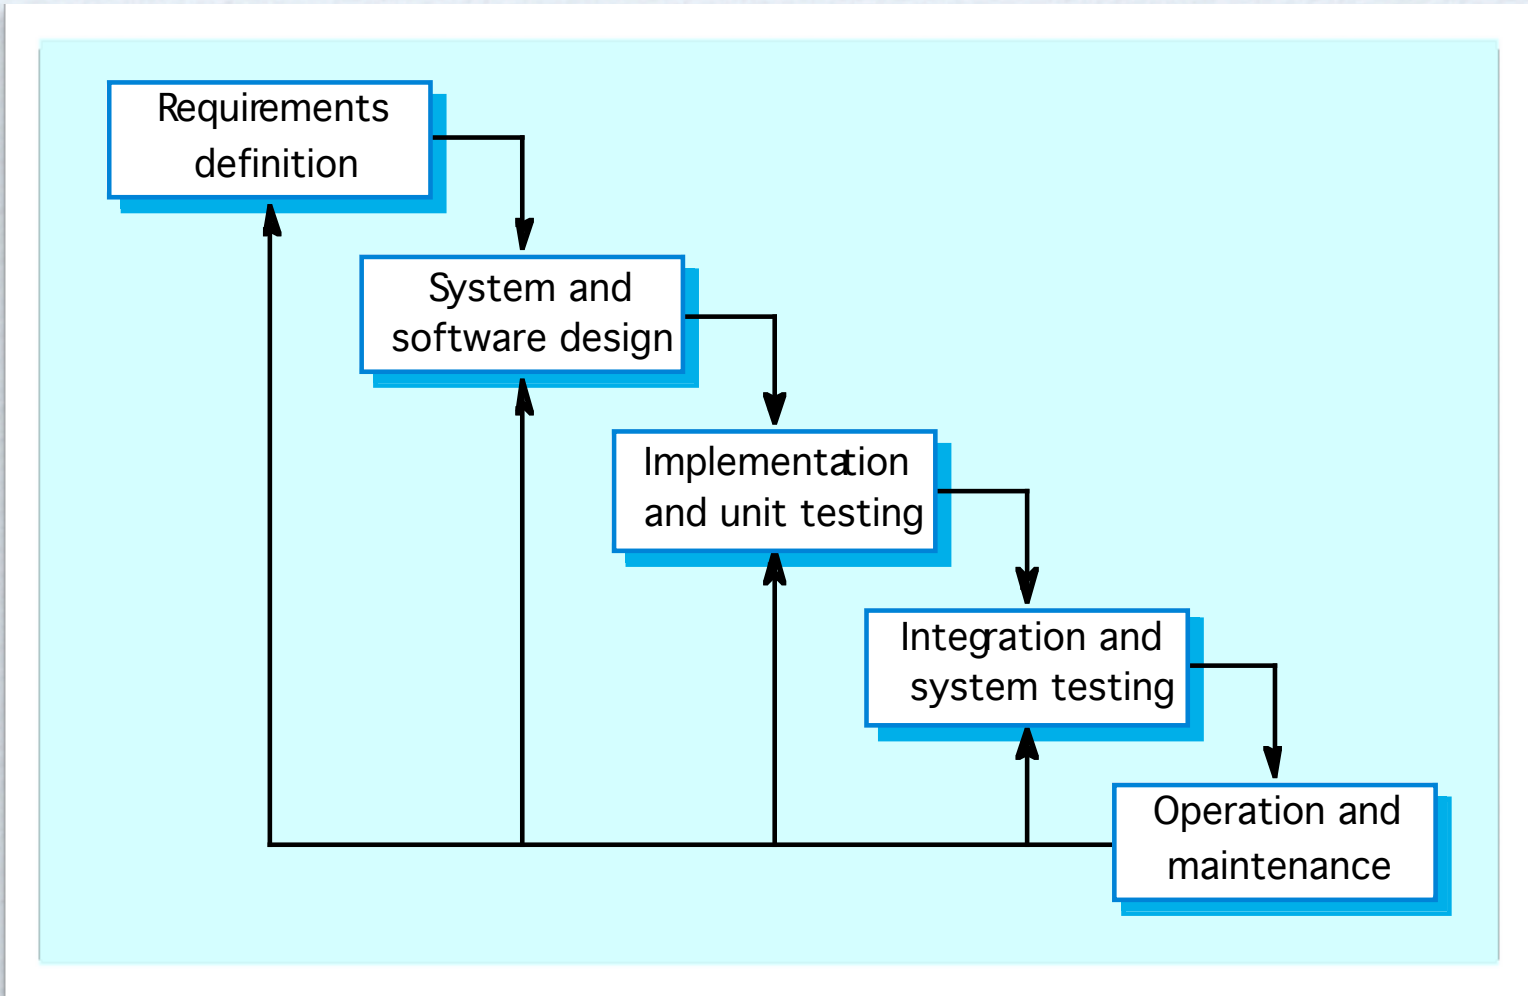 Requirements
definition
System and
software design
Implementation
and unit testing
Integration and
system testing
Operation and
maintenance